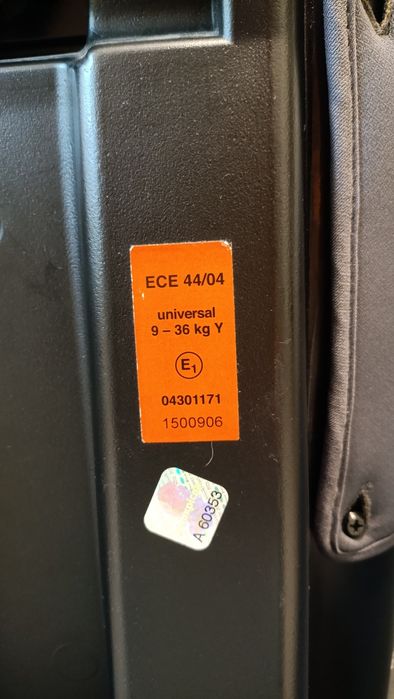 ECE 44/04
universal
9 – 36 kg Y
E1
04301171
1500906
A 60353